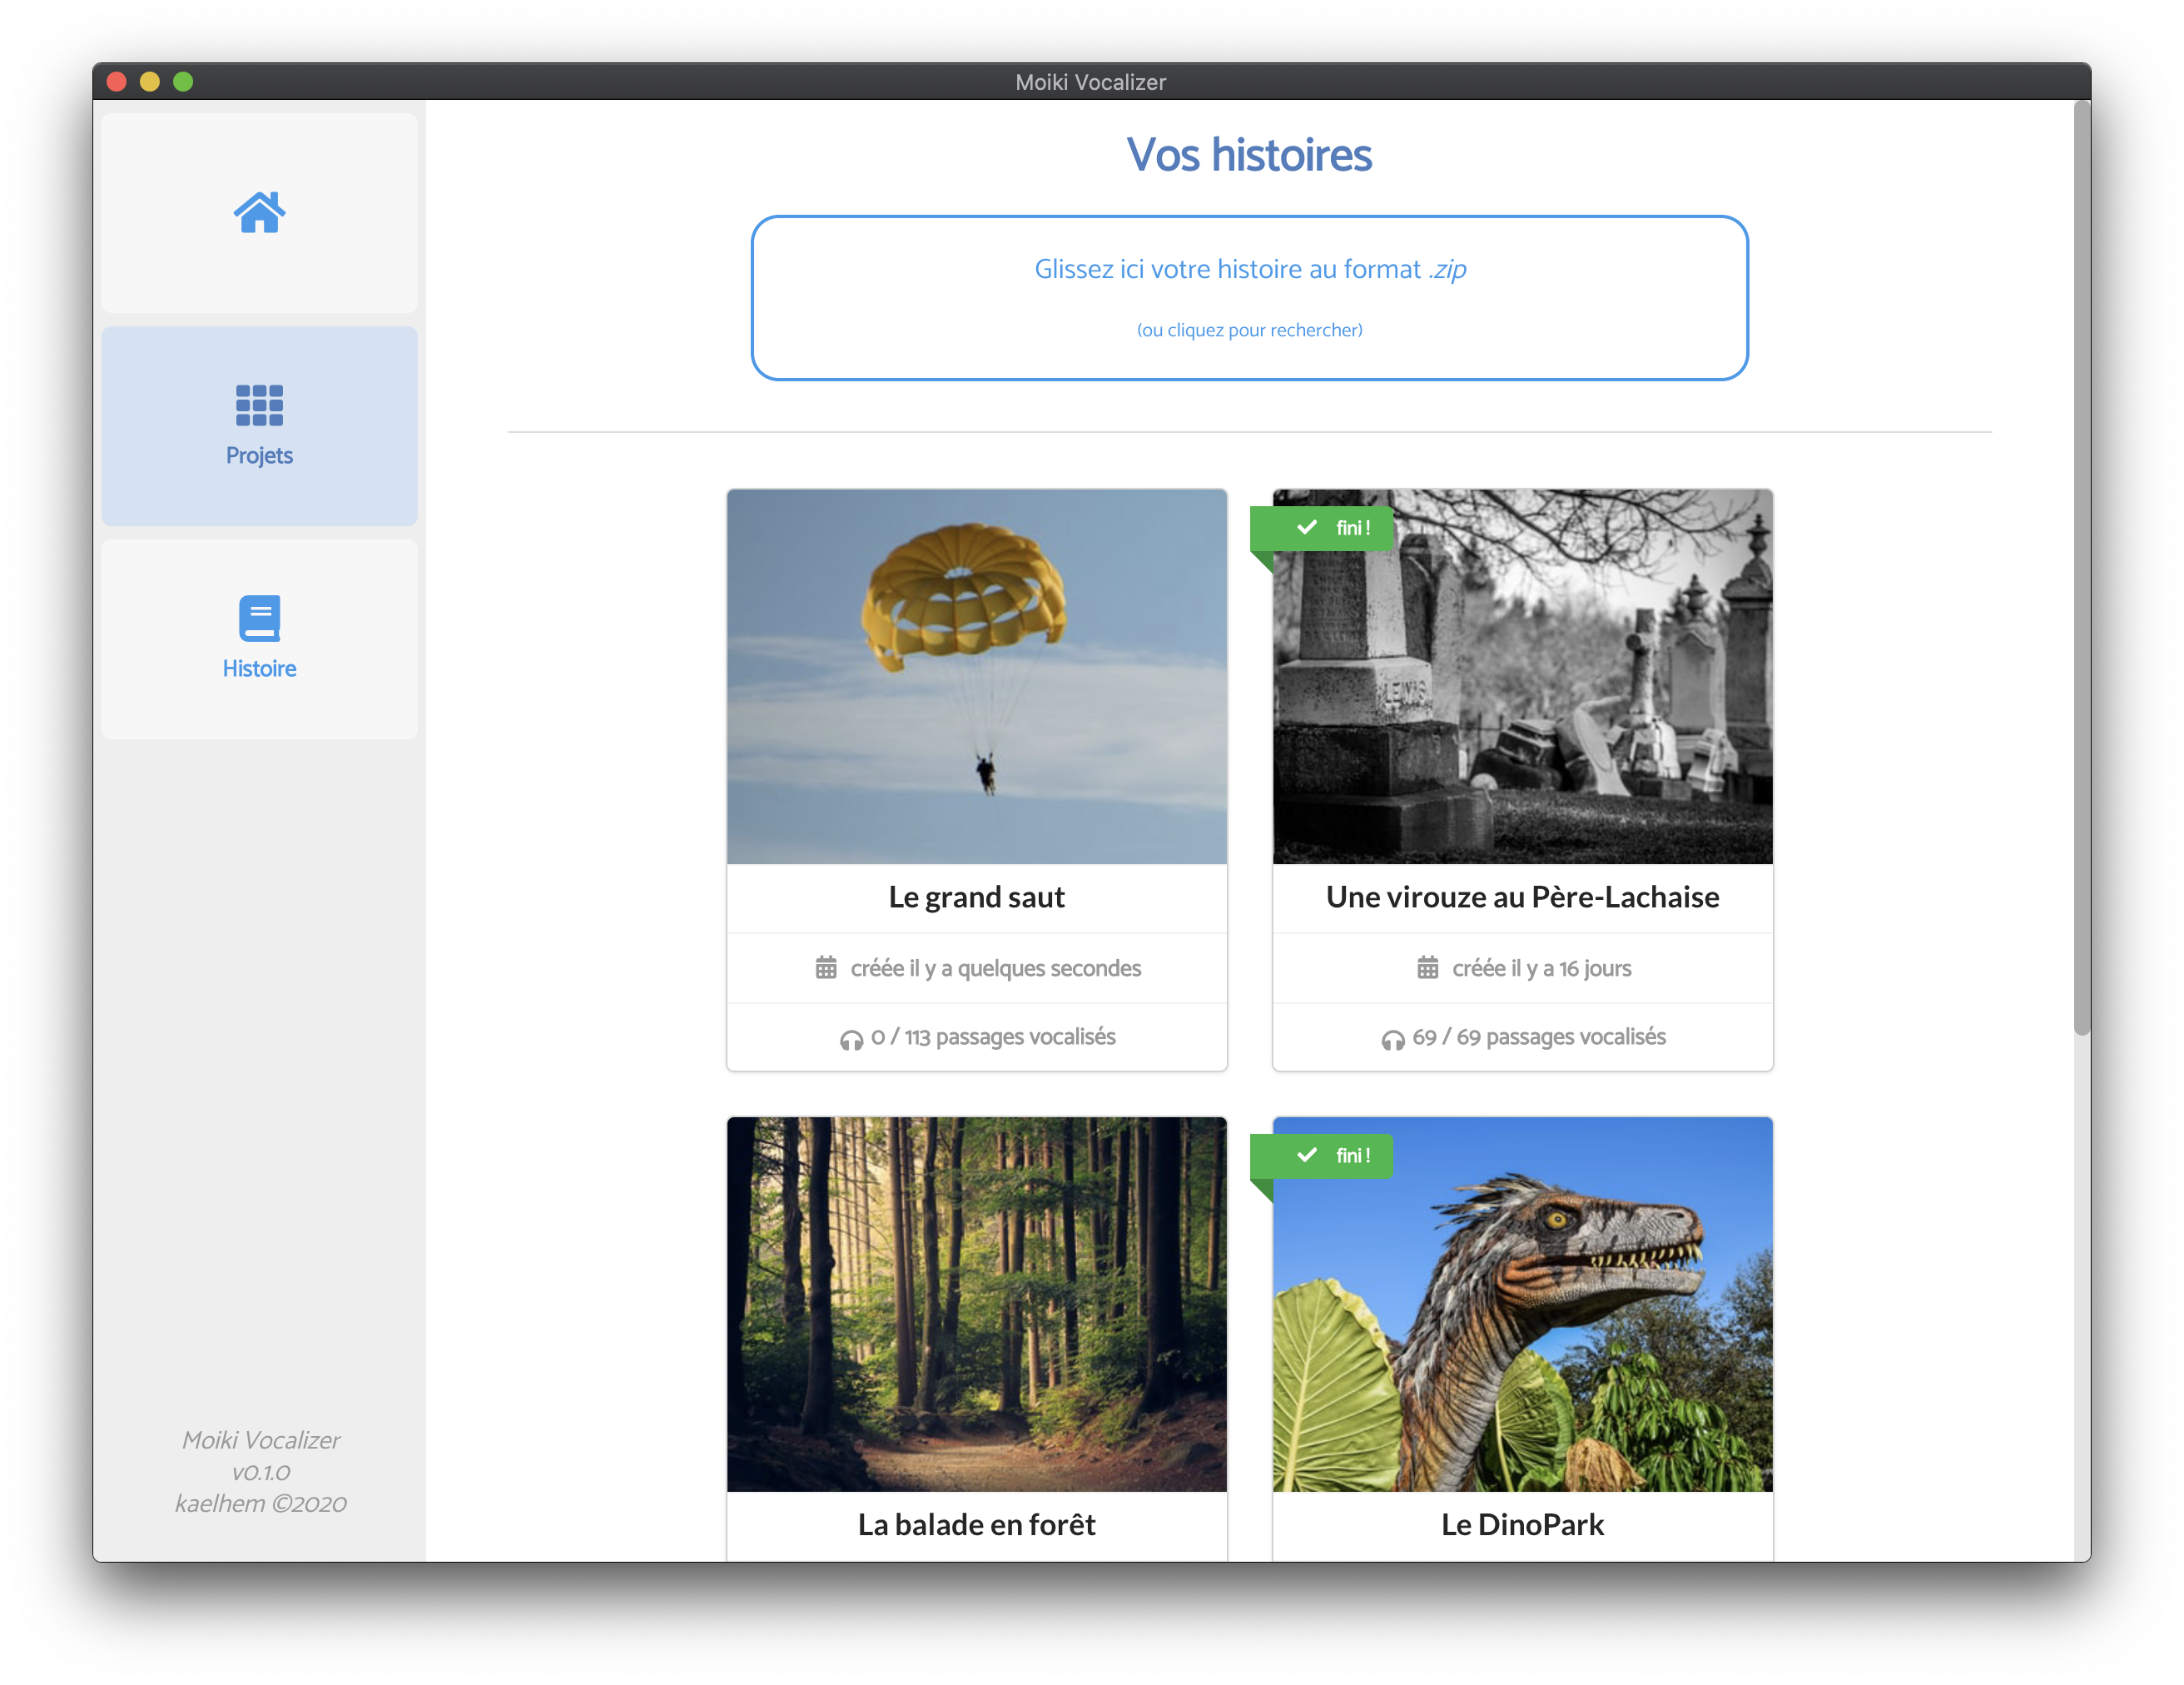 Moiki Vocalizer
Vos histoires
Glissez ici votre histoire au format .zip
(ou cliquez pour rechercher)
Projets
Histoire
fini !
LEWIS
Le grand saut
Une virouze au Père-Lachaise
créée il y a quelques secondes
créée il y a 16 jours
0 / 113 passages vocalisés
69 / 69 passages vocalisés
fini !
La balade en forêt
Le DinoPark
Moiki Vocalizer
v0.1.0
kaelhem ©2020